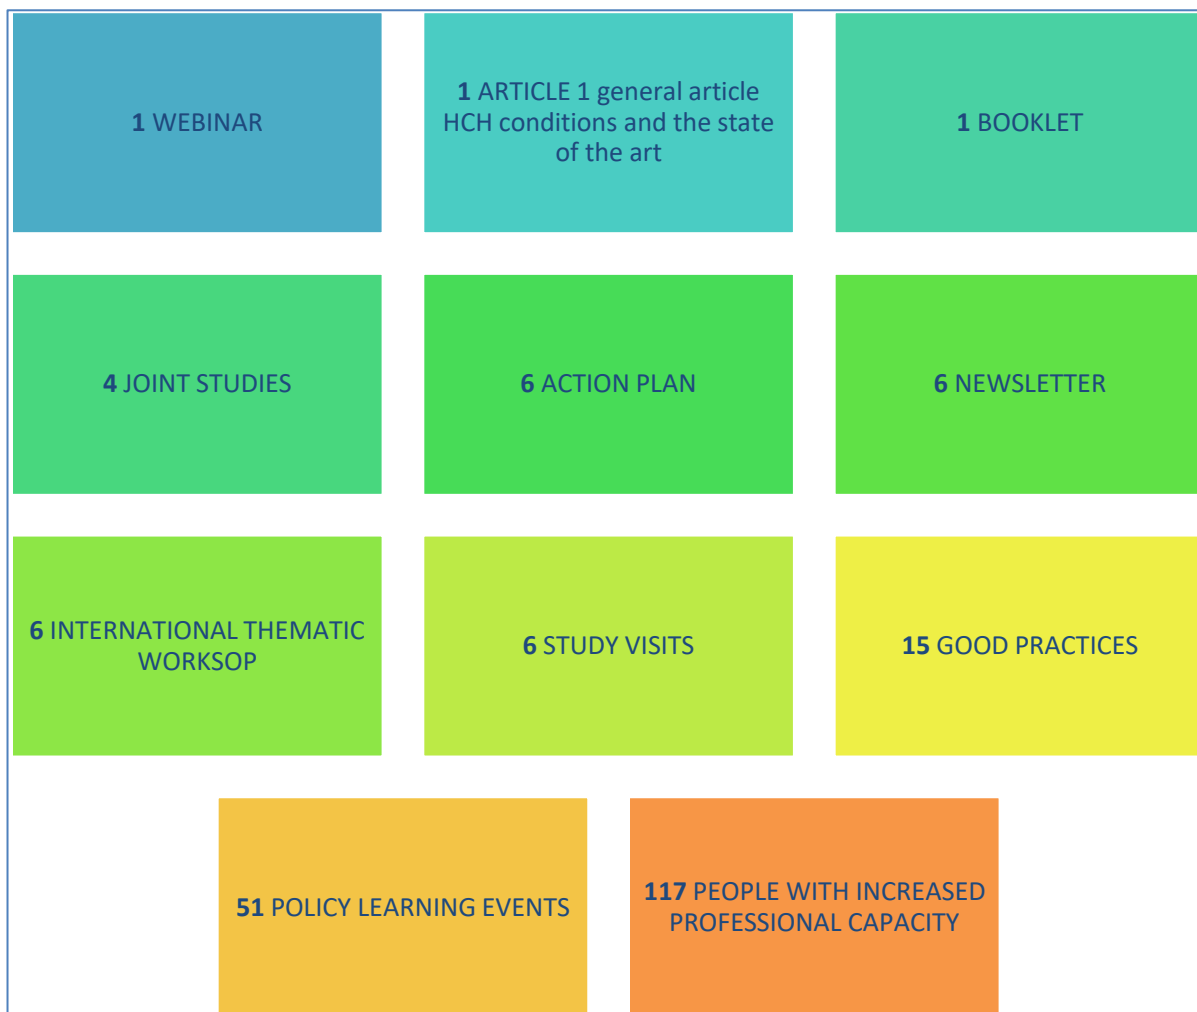 1 WEBINAR
1 ARTICLE 1 general article
HCH conditions and the state
of the art
1 BOOKLET
4 JOINT STUDIES
6 ACTION PLAN
6 NEWSLETTER
6 INTERNATIONAL THEMATIC
WORKSOP
6 STUDY VISITS
15 GOOD PRACTICES
51 POLICY LEARNING EVENTS
117 PEOPLE WITH INCREASED
PROFESSIONAL CAPACITY